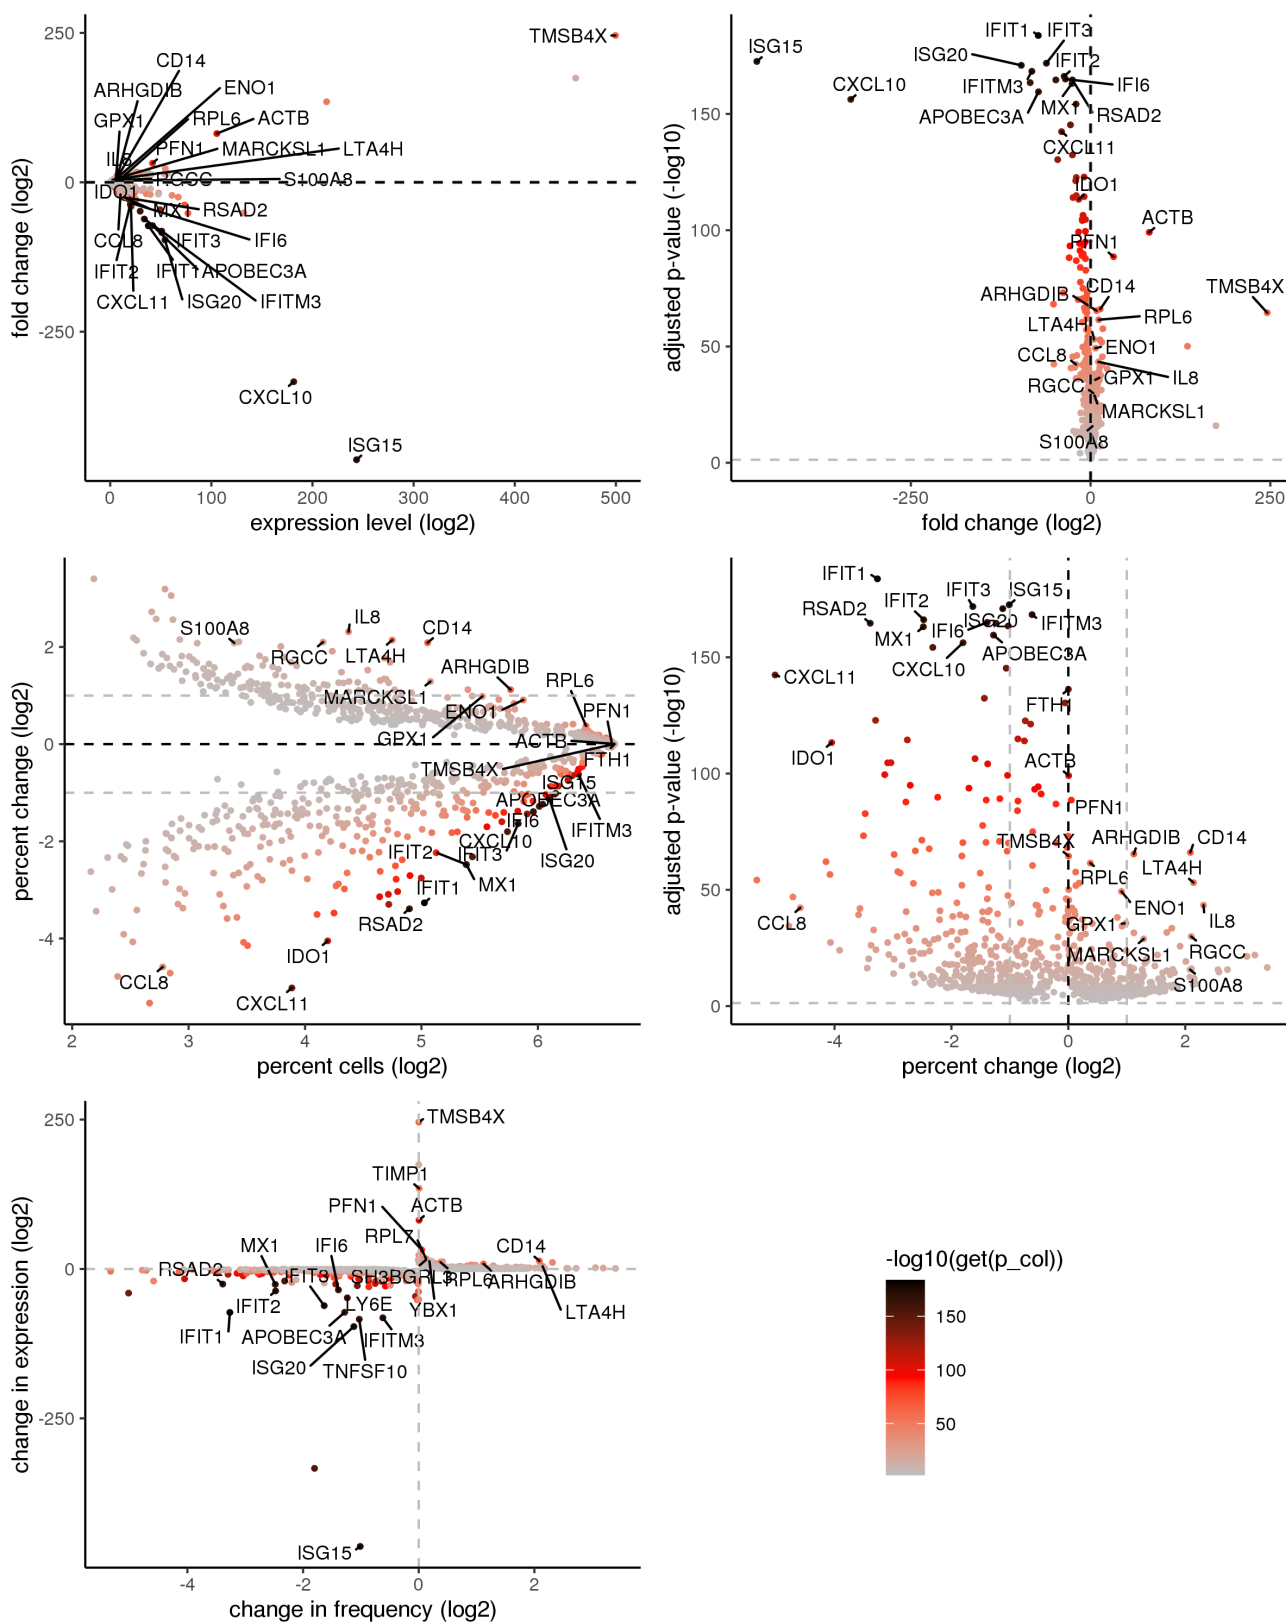 250
0
-250
fold change (log2)
TMSB4X
CD14
ARHGDIB
ENO1
GPX1
RPL6
ACTB
IL8
PFN1
MARCKSL1
LTA4H
RGCC
S100A8
IDO1
MX1
RSAD2
CCL8
IFIT3
IFI6
IFIT2
IFIT1
APOBEC3A
CXCL11
ISG20
IFITM3
CXCL10
ISG15
0
100
200
300
400
500
expression level (log2)
150
100
50
0
adjusted p-value (-log10)
ISG15
IFIT1
IFIT3
ISG20
IFIT2
CXCL10
IFITM3
IFI6
APOBEC3A
MX1
RSAD2
CXCL11
IDO1
ACTB
PFN1
ARHGDIB
CD14
TMSB4X
LTA4H
RPL6
CCL8
ENO1
RGCC
GPX1
IL8
MARCKSL1
S100A8
-250
0
250
fold change (log2)
2
0
-2
-4
percent change (log2)
S100A8
IL8
RGCC
LTA4H
CD14
ARHGDIB
MARCKSL1
RPL6
ENO1
PFN1
GPX1
ACTB
TMSB4X
FTH1
ISG15
APOBEC3A
IFI6
IFITM3
CXCL10
IFIT2
IFIT3
ISG20
MX1
IFIT1
RSAD2
IDO1
CCL8
CXCL11
2
3
4
5
6
percent cells (log2)
150
100
50
0
adjusted p-value (-log10)
IFIT1
RSAD2
IFIT2
IFIT3
ISG15
MX1
IFI6
ISG20
IFITM3
CXCL10
APOBEC3A
CXCL11
FTH1
IDO1
ACTB
PFN1
TMSB4X
ARHGDIB
CD14
RPL6
LTA4H
CCL8
GPX1
ENO1
IL8
MARCKSL1
RGCC
S100A8
-4
-2
0
2
percent change (log2)
250
0
-250
change in expression (log2)
TMSB4X
TIMP1
PFN1
ACTB
RPL7
MX1
IFI6
CD14
RSAD2
IFIT3
SH3BGRL3
RPL6
ARHGDIB
IFIT2
LY6E
YBX1
LTA4H
IFIT1
APOBEC3A
IFITM3
ISG20
TNFSF10
ISG15
-4
-2
0
2
change in frequency (log2)
-log10(get(p_col))
150
100
50